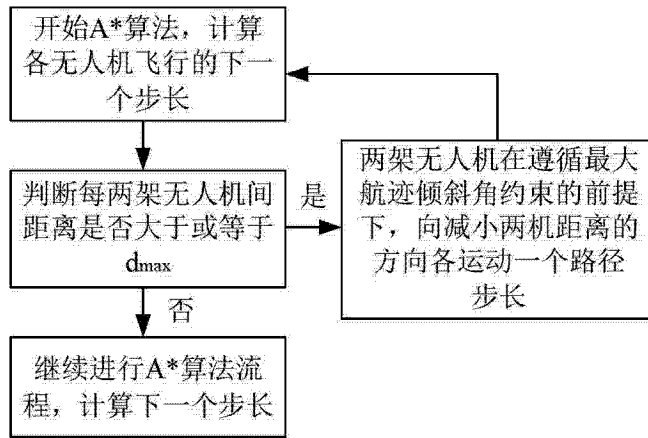 开始A*算法，计算
各无人机飞行的下一
个步长
判断每两架无人机间
距离是否大于或等于
dmax
是
两架无人机在遵循最大
航迹倾斜角约束的前提
下，向减小两机距离的
方向各运动一个路径
步长
否
继续进行A*算法流
程，计算下一个步长